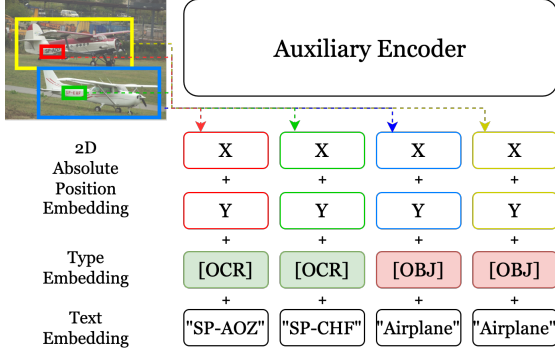 Auxiliary Encoder
2D
Absolute
Position
Embedding
X X X X
+ + + +
Y Y Y Y
+ + + +
Type
Embedding
[OCR] [OCR] [OBJ] [OBJ]
+ + + +
Text
Embedding
"SP-AOZ" "SP-CHF" "Airplane" "Airplane"